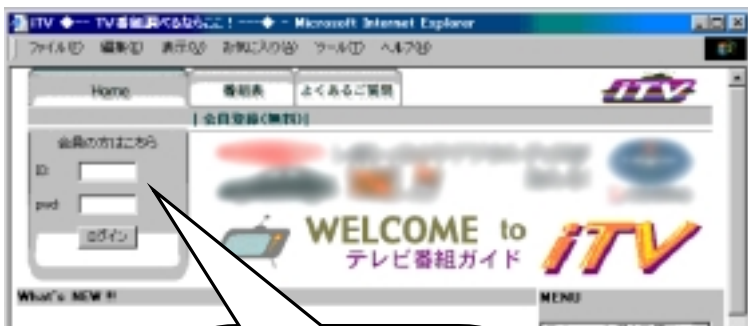 iTV ◆-- TV番組調べるならここ！---◆ - Microsoft Internet Explorer
ファイル(F) 編集(E) 表示(V) お気に入り(A) ツール(T) ヘルプ(H)
Home 番組表 よくあるご質問 iTV
| 会員登録(無料) |
会員の方はこちら
ID:
pwd:
ログイン
WELCOME to
テレビ番組ガイド
iTV
What's NEW !!
MENU